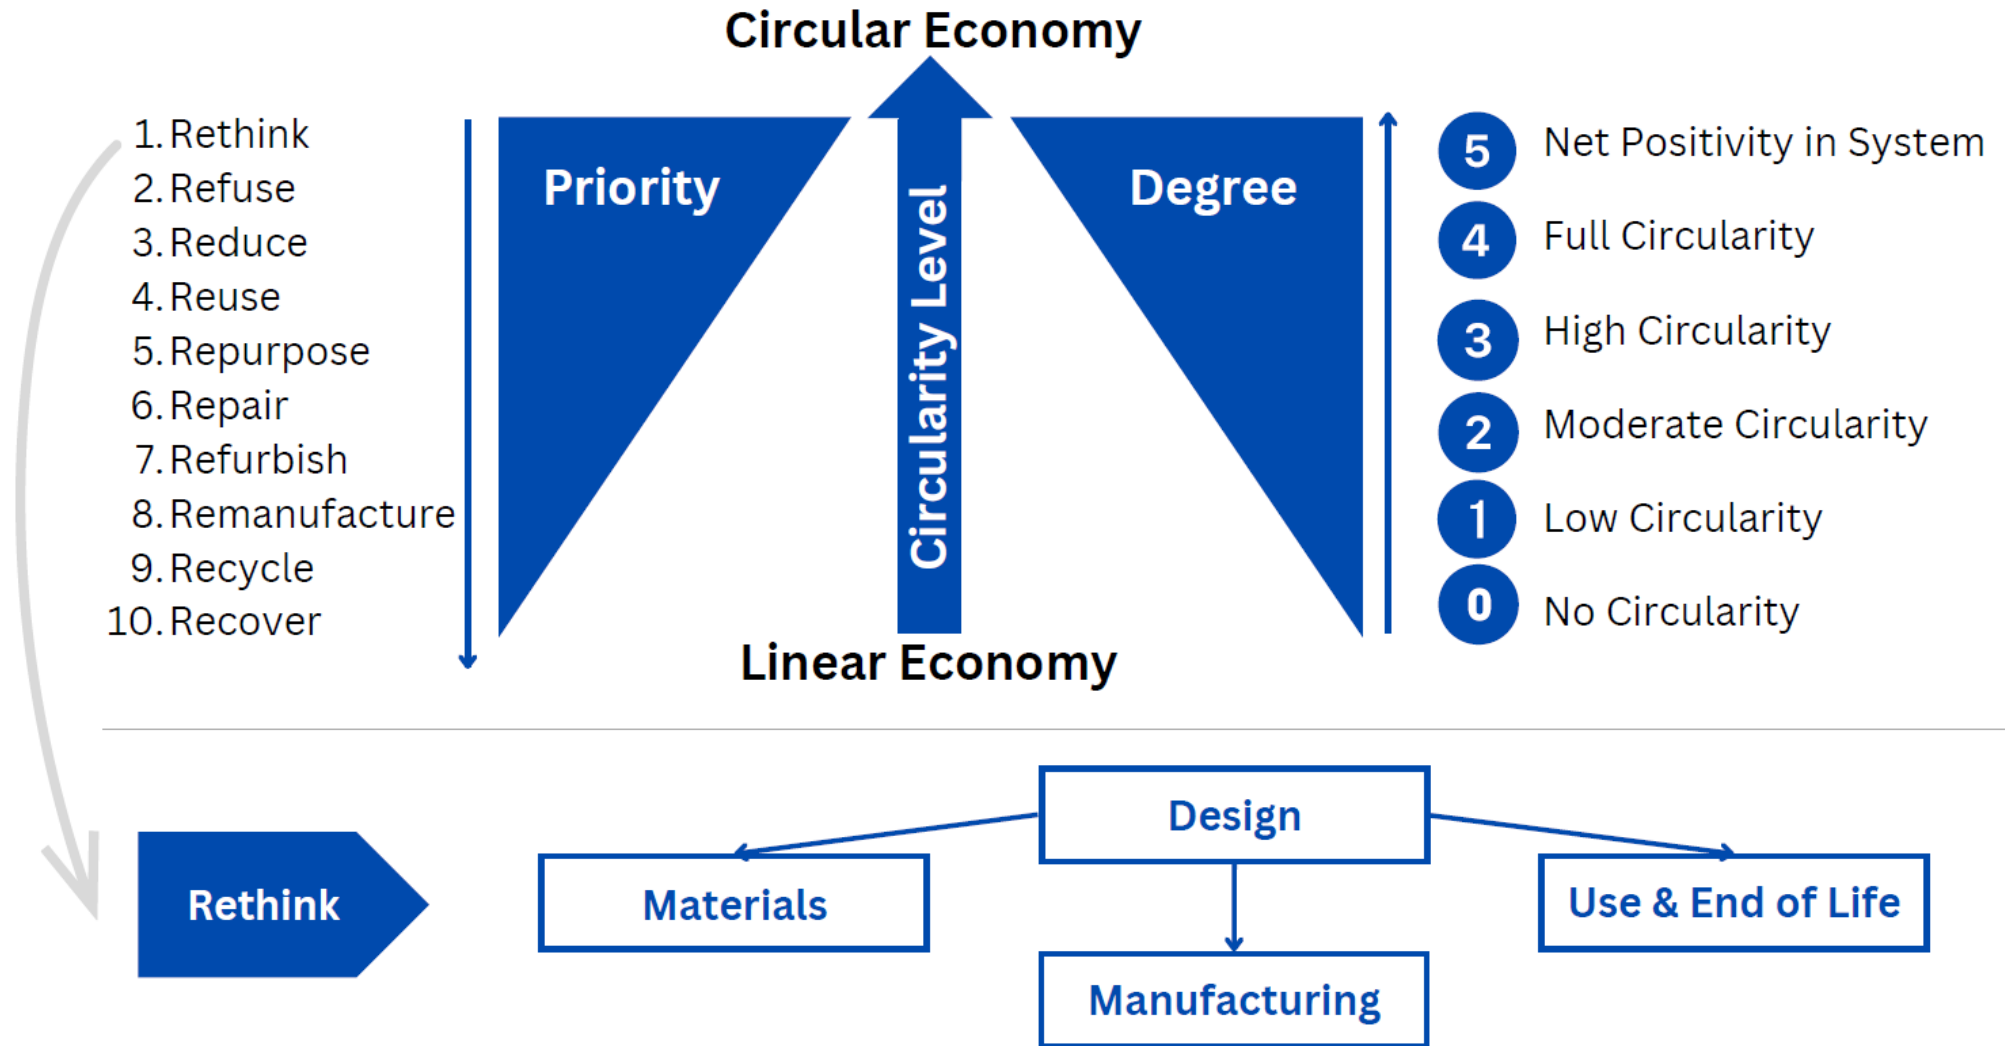 Circular Economy
1. Rethink
2. Refuse
3. Reduce
4. Reuse
5. Repurpose
6. Repair
7. Refurbish
8. Remanufacture
9. Recycle
10. Recover
Priority
Circularity Level
Degree
5 Net Positivity in System
4 Full Circularity
3 High Circularity
2 Moderate Circularity
1 Low Circularity
0 No Circularity
Linear Economy
Rethink
Design
Materials
Use & End of Life
Manufacturing